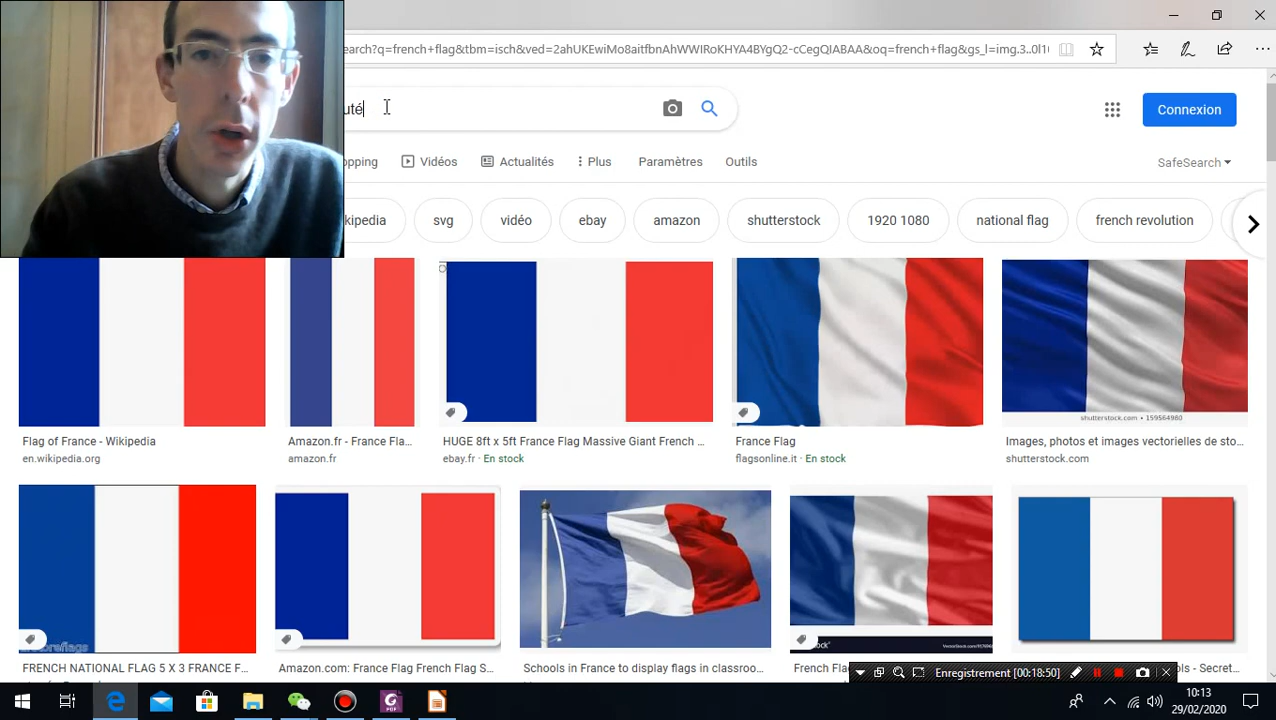 search?q=french+flag&tbm=isch&ved=2ahUKEwiMo8aitfbnAhWWIRoKHYA4BYgQ2-cCegQIABAA&oq=french+flag&gs_l=img.3..0l1
uté
Connexion
pping Vidéos Actualités Plus Paramètres Outils SafeSearch
kipedia svg vidéo ebay amazon shutterstock 1920 1080 national flag french revolution
shutterstock.com • 159564980
Flag of France - Wikipedia Amazon.fr - France Fla... HUGE 8ft x 5ft France Flag Massive Giant French ... France Flag Images, photos et images vectorielles de sto...
en.wikipedia.org amazon.fr ebay.fr · En stock flagsonline.it · En stock shutterstock.com
FRENCH NATIONAL FLAG 5 X 3 FRANCE F... Amazon.com: France Flag French Flag S... Schools in France to display flags in classroo... French Fla
Enregistrement [00:18:50]
10:13
29/02/2020